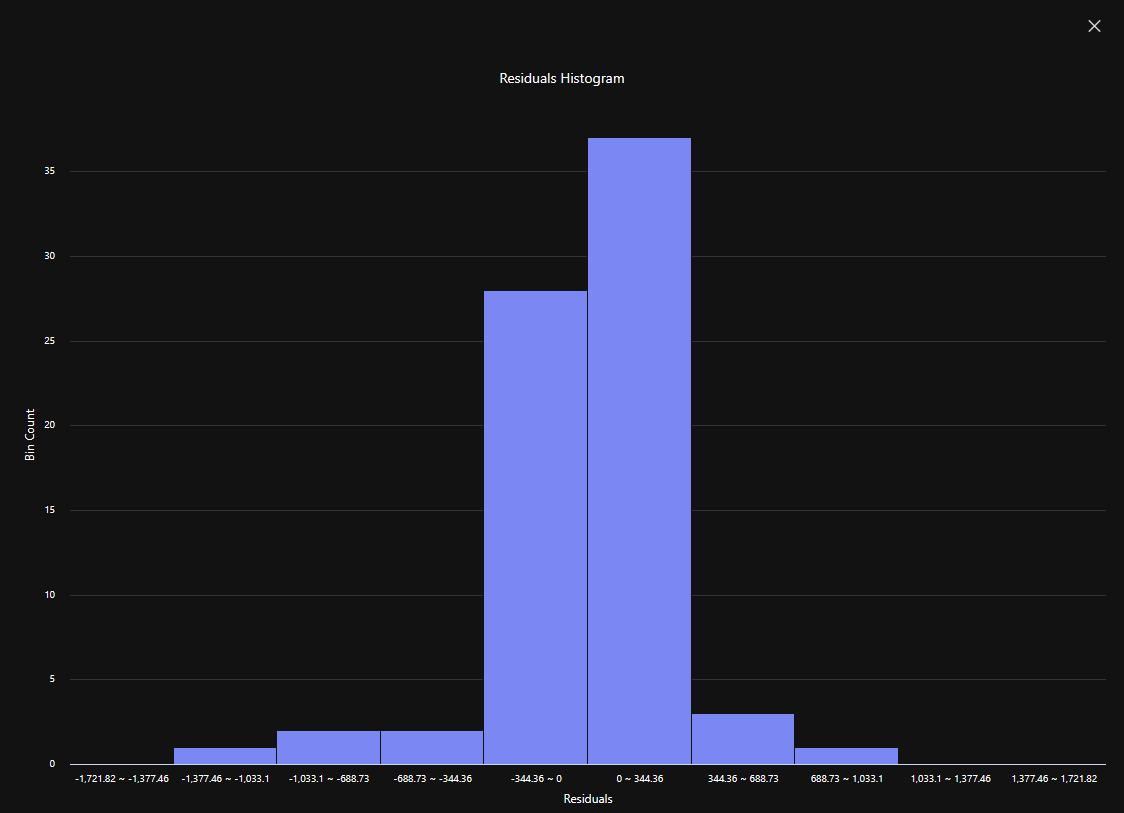 Residuals Histogram
35
30
25
20
15
10
5
0
Bin Count
-1,721.82 ~ -1,377.46 -1,377.46 ~ -1,033.1 -1,033.1 ~ -688.73 -688.73 ~ -344.36 -344.36 ~ 0 0 ~ 344.36 344.36 ~ 688.73 688.73 ~ 1,033.1 1,033.1 ~ 1,377.46 1,377.46 ~ 1,721.82
Residuals